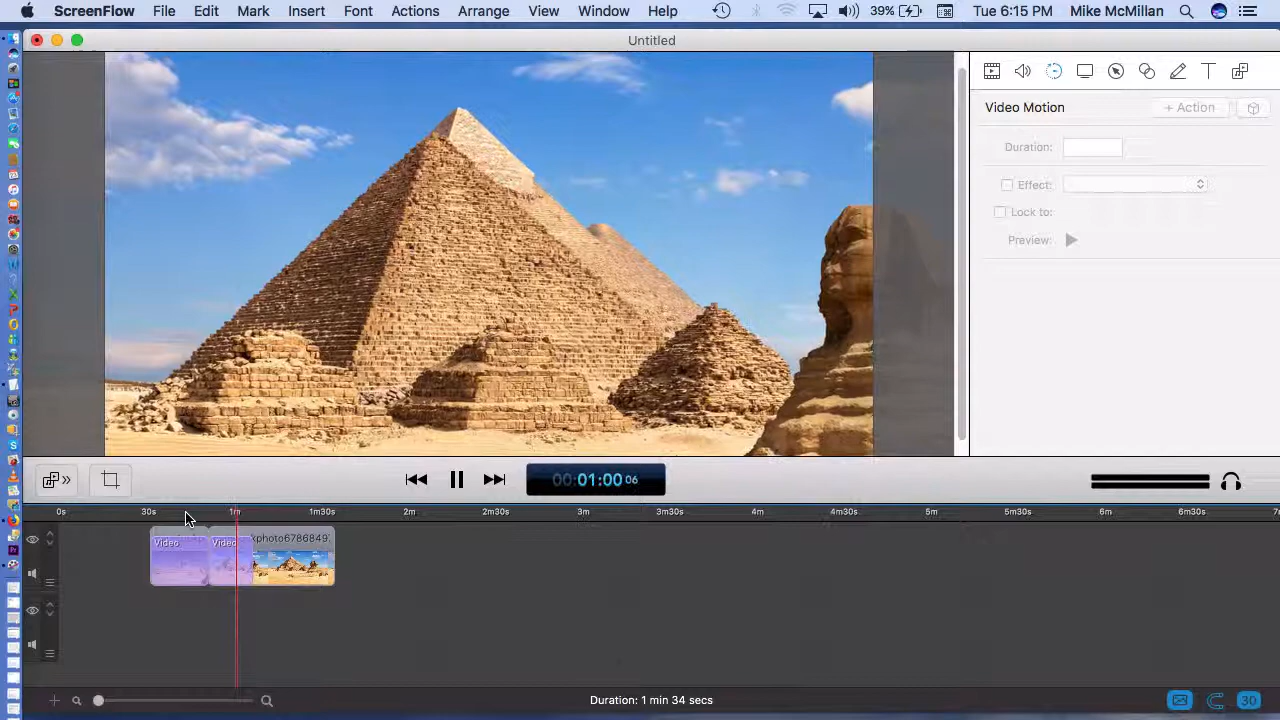 ScreenFlow File Edit Mark Insert Font Actions Arrange View Window Help 39% Tue 6:15 PM Mike McMillan
Untitled
Video Motion + Action
Duration:
Effect:
Lock to:
Preview:
00:01:00 06
0s 30s 1m 1m30s 2m 2m30s 3m 3m30s 4m 4m30s 5m 5m30s 6m 6m30s
Video Video kphoto6786849
Duration: 1 min 34 secs
30